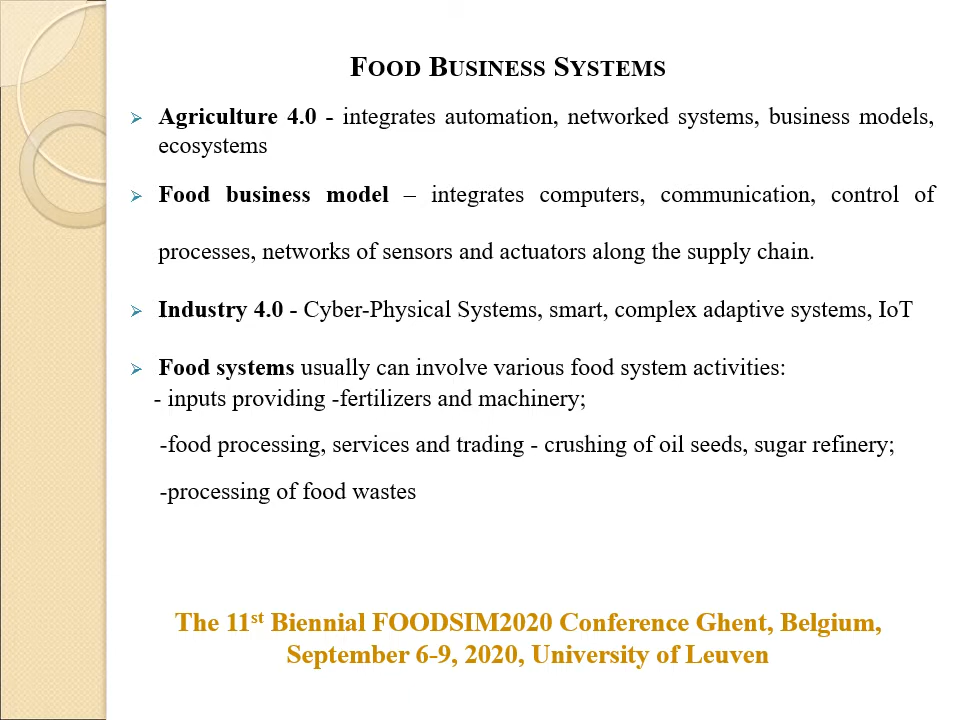 FOOD BUSINESS SYSTEMS
➢ Agriculture 4.0 - integrates automation, networked systems, business models,
ecosystems
➢ Food business model – integrates computers, communication, control of
processes, networks of sensors and actuators along the supply chain.
➢ Industry 4.0 - Cyber-Physical Systems, smart, complex adaptive systems, IoT
➢ Food systems usually can involve various food system activities:
- inputs providing -fertilizers and machinery;
-food processing, services and trading - crushing of oil seeds, sugar refinery;
-processing of food wastes
The 11st Biennial FOODSIM2020 Conference Ghent, Belgium,
September 6-9, 2020, University of Leuven